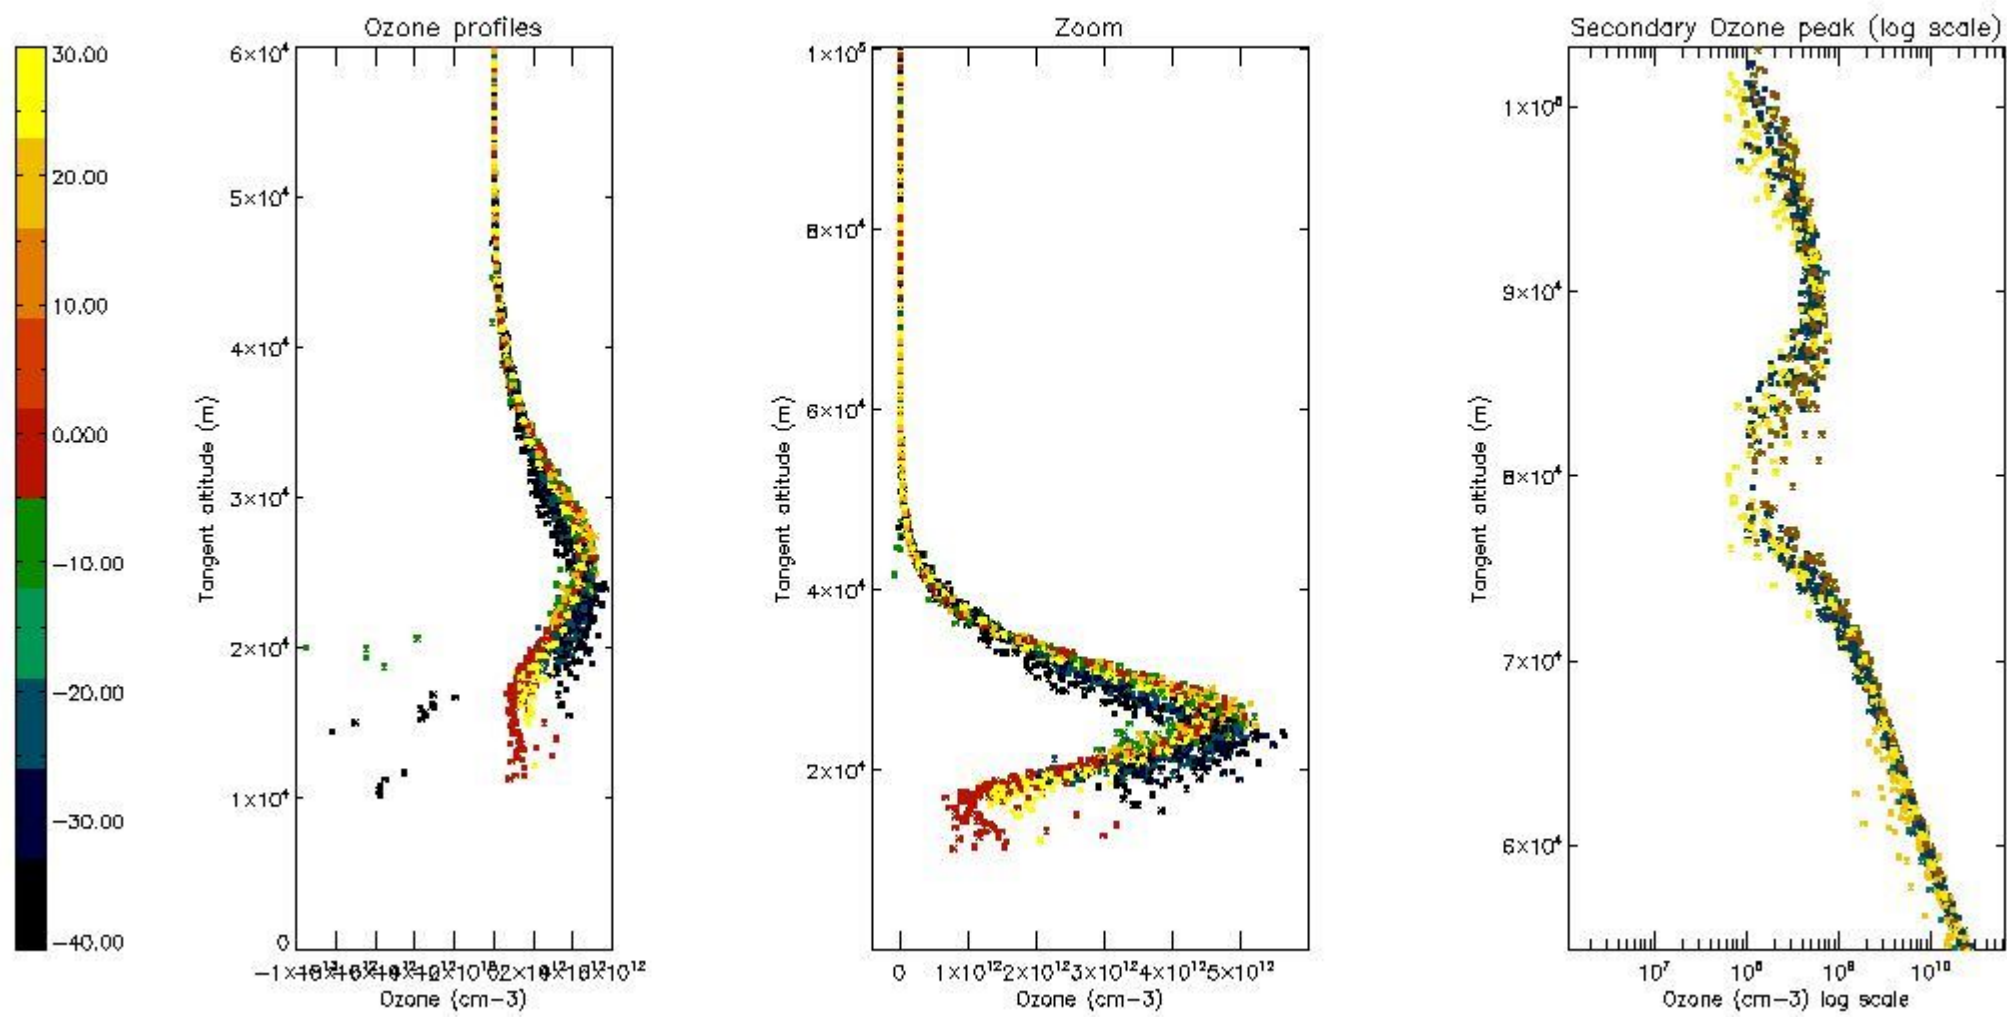 Ozone profiles
Zoom
Secondary Ozone peak (log scale)
30.00
20.00
10.00
0.000
−10.00
−20.00
−30.00
−40.00
6×10⁴
5×10⁴
4×10⁴
3×10⁴
2×10⁴
1×10⁴
0
Tangent altitude (m)
Ozone (cm−3)
1×10⁵
8×10⁴
6×10⁴
4×10⁴
2×10⁴
Tangent altitude (m)
0 1×10¹² 2×10¹² 3×10¹² 4×10¹² 5×10¹²
Ozone (cm−3)
1×10⁵
9×10⁴
8×10⁴
7×10⁴
6×10⁴
Tangent altitude (m)
10⁷ 10⁸ 10⁹ 10¹⁰
Ozone (cm−3) log scale